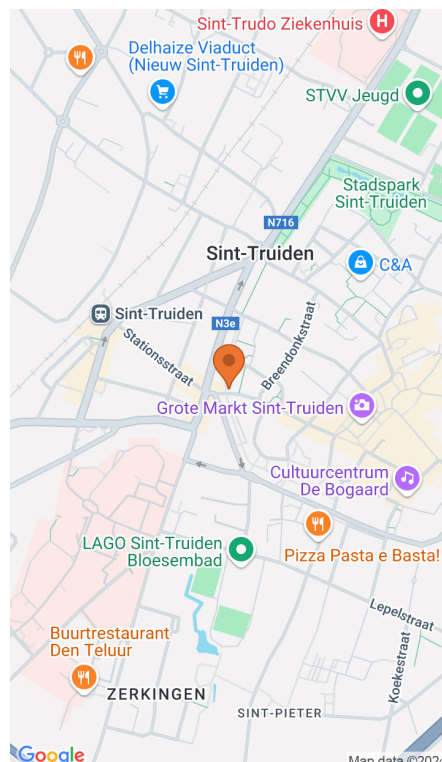 Sint-Trudo Ziekenhuis
H
Delhaize Viaduct
(Nieuw Sint-Truiden)
STVV Jeugd
Stadspark
Sint-Truiden
N716
Sint-Truiden
C&A
Sint-Truiden
N3e
Stationsstraat
Breendonkstraat
Grote Markt Sint-Truiden
Cultuurcentrum
De Bogaard
Pizza Pasta e Basta!
LAGO Sint-Truiden
Bloesembad
Lepelstraat
Koekestraat
Buurtrestaurant
Den Teluur
ZERKINGEN
SINT-PIETER
Google
Map data ©2024